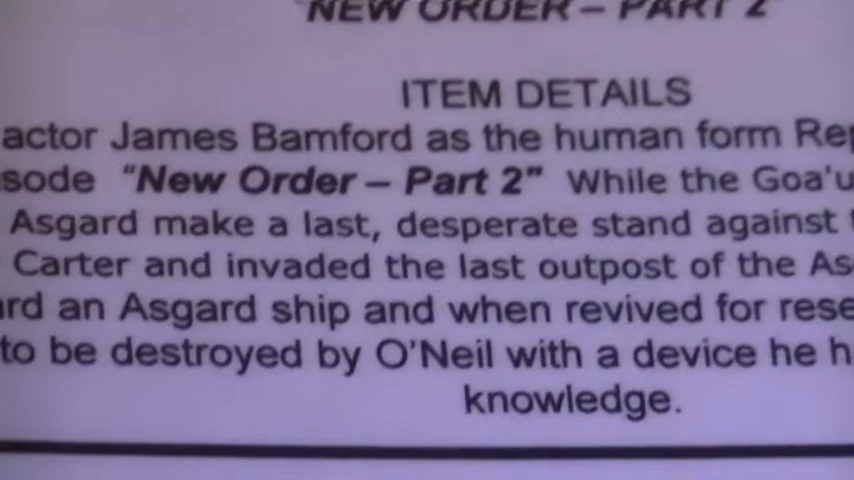 "NEW ORDER – PART 2"
ITEM DETAILS
actor James Bamford as the human form Rep
sode "New Order – Part 2" While the Goa'u
Asgard make a last, desperate stand against
Carter and invaded the last outpost of the As
ard an Asgard ship and when revived for rese
to be destroyed by O'Neil with a device he h
knowledge.